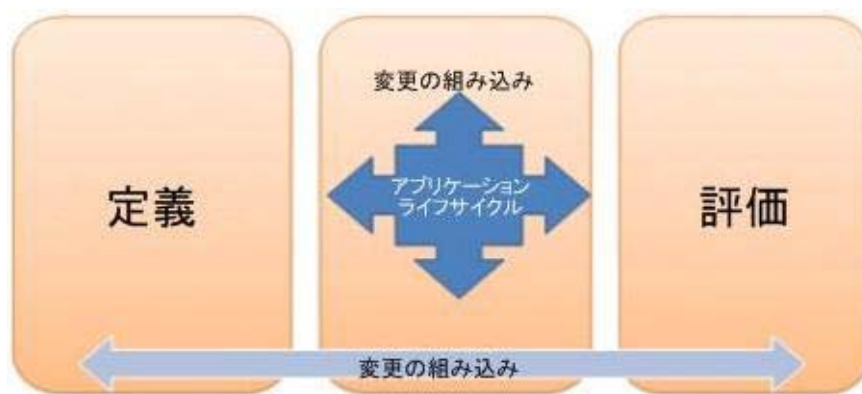 定義
変更の組み込み
アプリケーション
ライフサイクル
評価
変更の組み込み